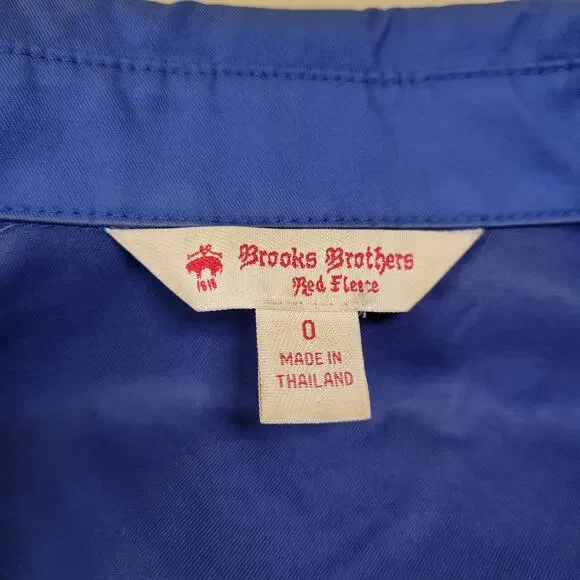 Brooks Brothers
Red Fleece
1818
0
MADE IN
THAILAND